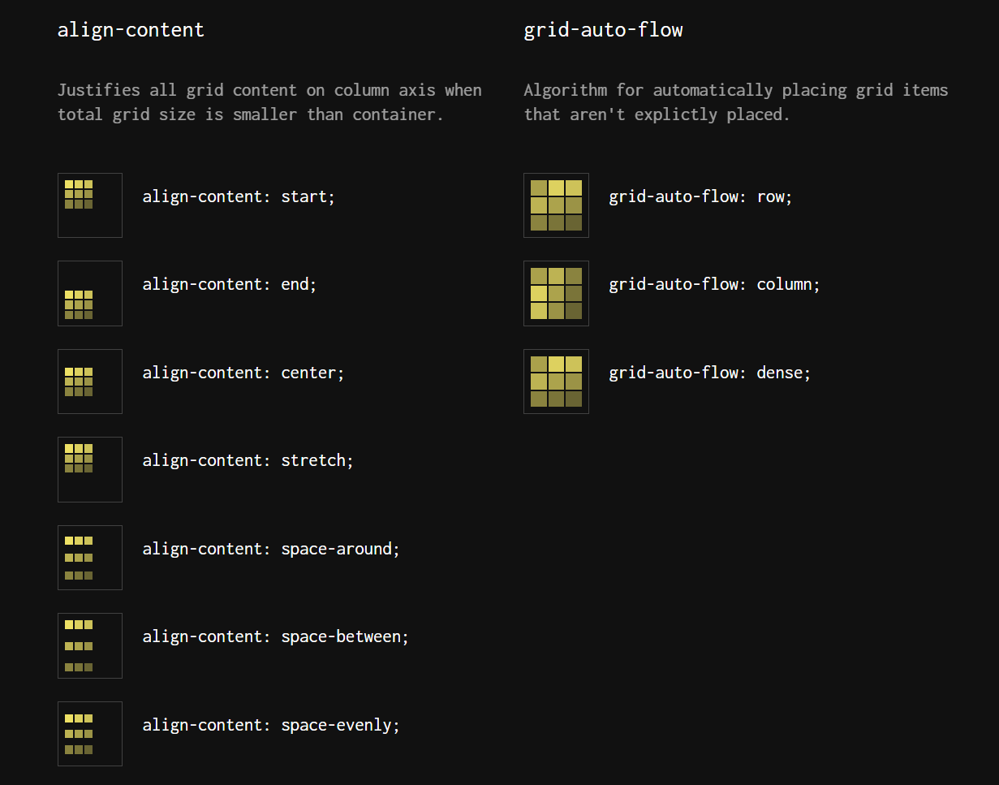 align-content
Justifies all grid content on column axis when
total grid size is smaller than container.
align-content: start;
align-content: end;
align-content: center;
align-content: stretch;
align-content: space-around;
align-content: space-between;
align-content: space-evenly;
grid-auto-flow
Algorithm for automatically placing grid items
that aren't explictly placed.
grid-auto-flow: row;
grid-auto-flow: column;
grid-auto-flow: dense;